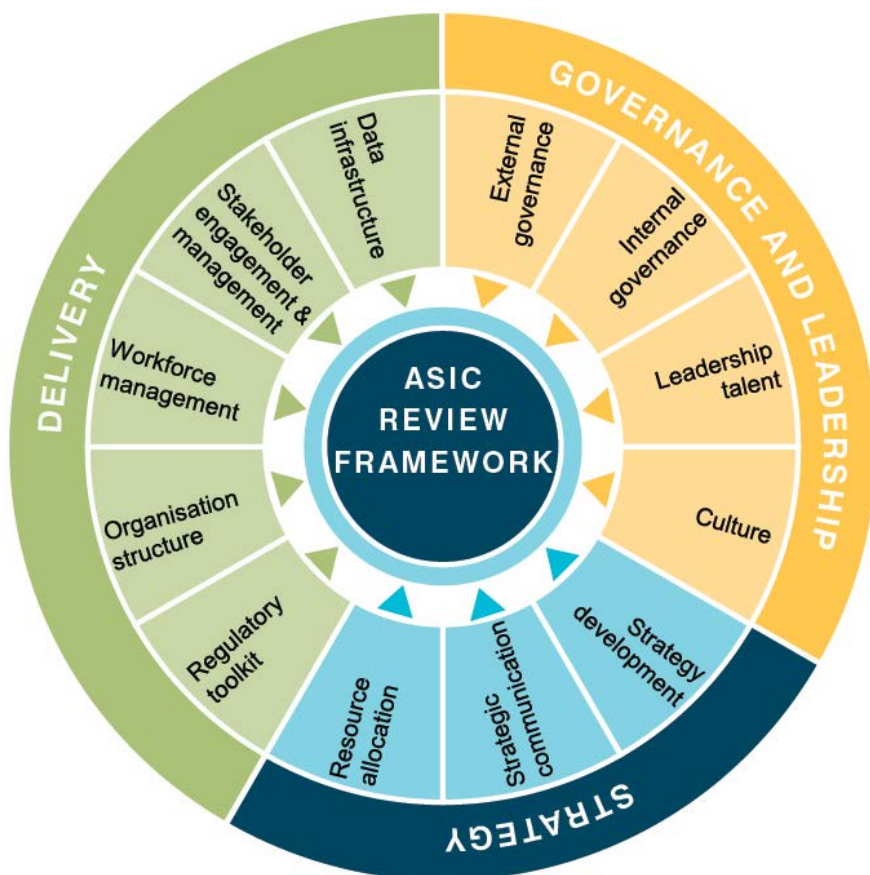 GOVERNANCE AND LEADERSHIP
External
governance
Internal
governance
Leadership
talent
Culture
STRATEGY
Strategy
development
Strategic
communication
Resource
allocation
DELIVERY
Regulatory
toolkit
Organisation
structure
Workforce
management
Stakeholder
engagement &
management
Data
infrastructure
ASIC
REVIEW
FRAMEWORK